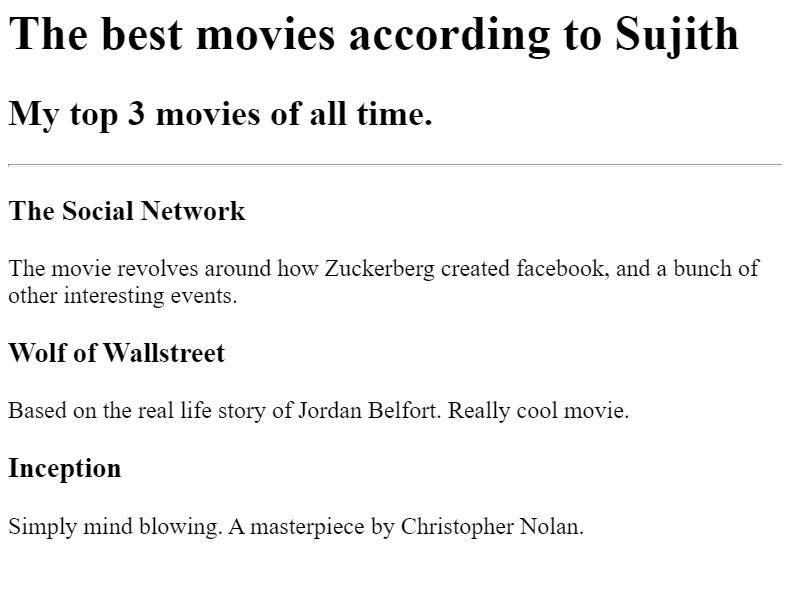 The best movies according to Sujith
My top 3 movies of all time.
The Social Network
The movie revolves around how Zuckerberg created facebook, and a bunch of
other interesting events.
Wolf of Wallstreet
Based on the real life story of Jordan Belfort. Really cool movie.
Inception
Simply mind blowing. A masterpiece by Christopher Nolan.